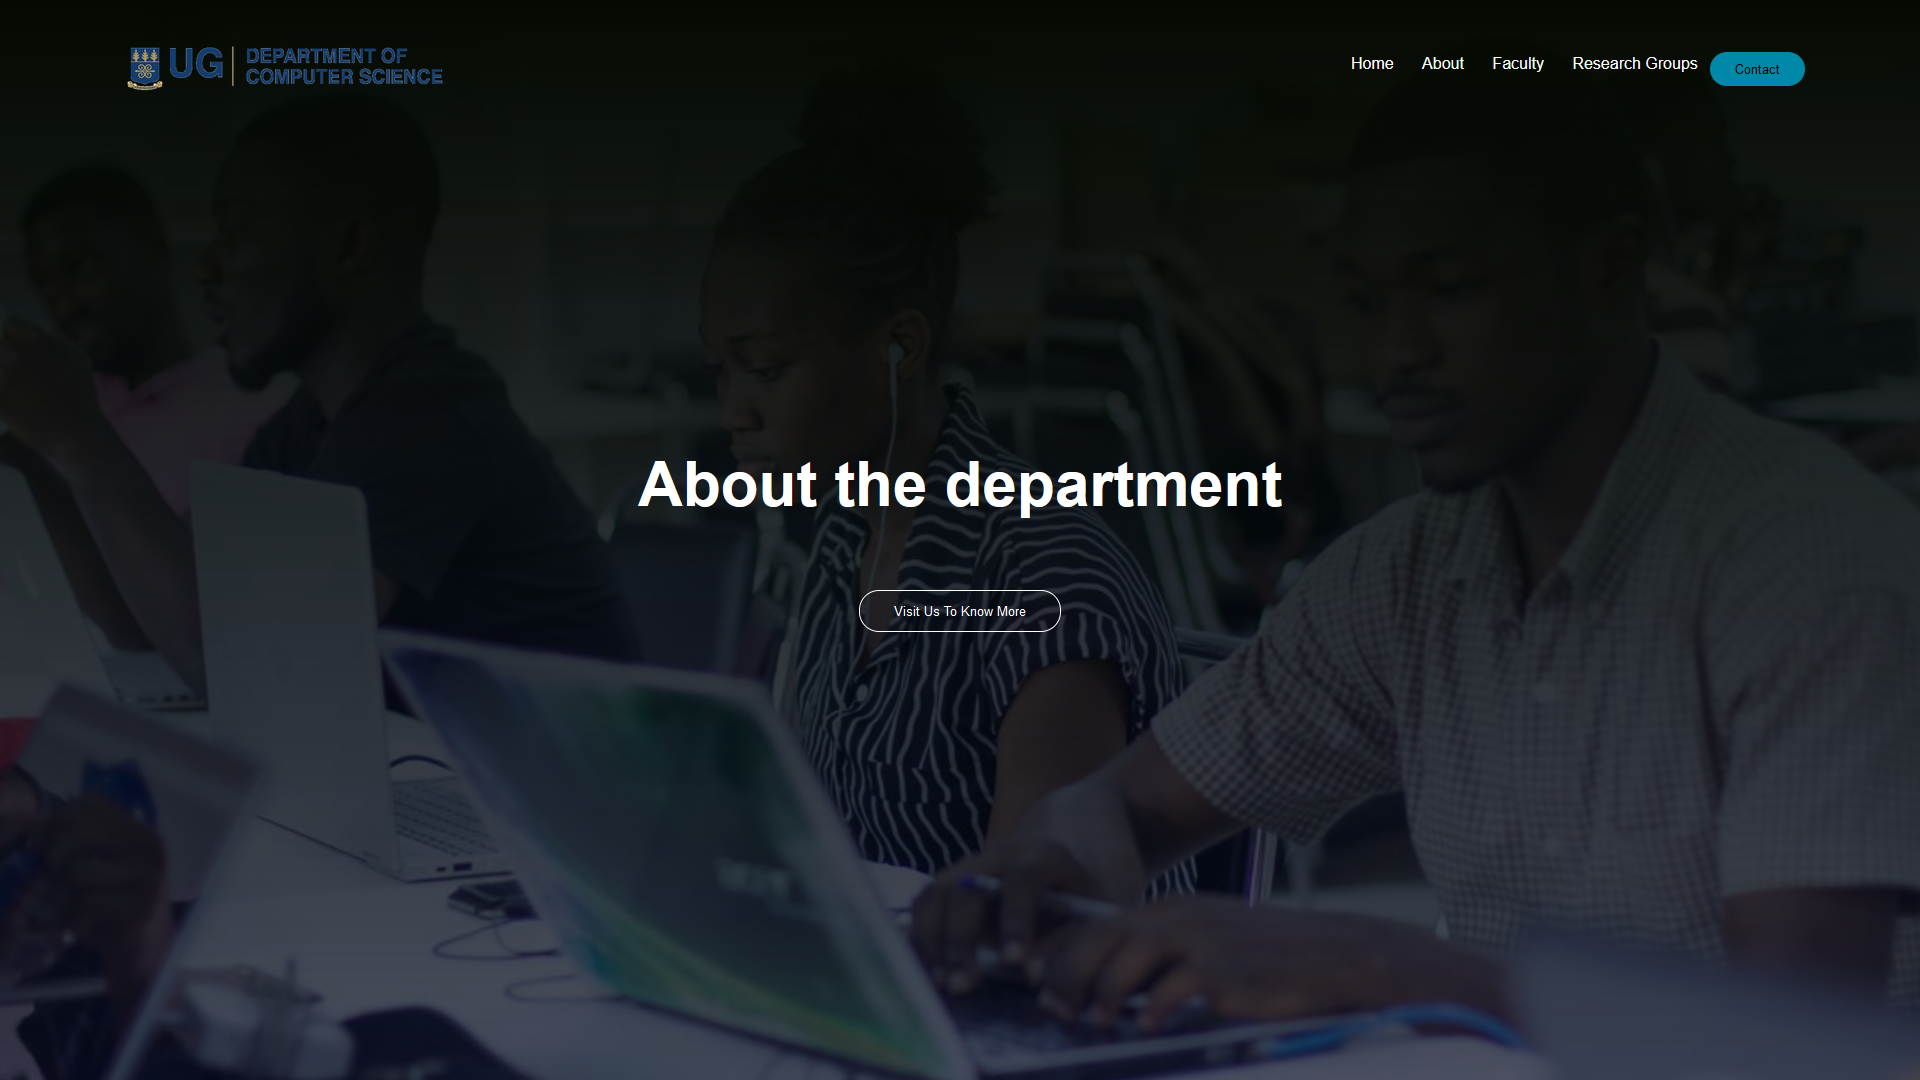 UG
DEPARTMENT OF
COMPUTER SCIENCE
Home
About
Faculty
Research Groups
Contact
About the department
Visit Us To Know More